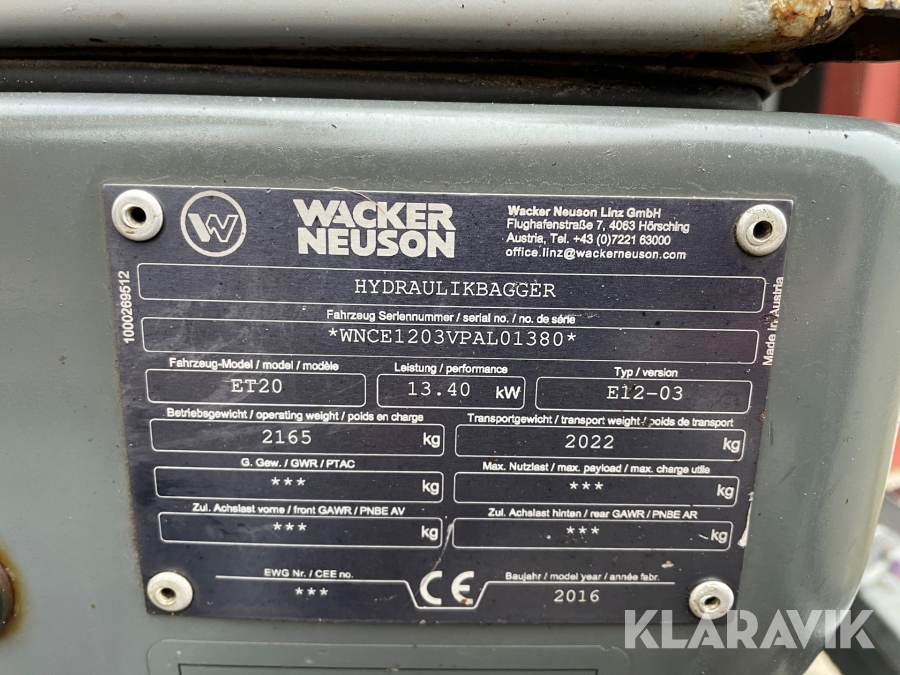 W
WACKER
NEUSON
Wacker Neuson Linz GmbH
Flughafenstraße 7, 4063 Hörsching
Austria, Tel. +43 (0)7221 63000
office.linz@wackerneuson.com
1000269512
Made in Austria
HYDRAULIKBAGGER
Fahrzeug Seriennummer / serial no. / no. de série
*WNCE1203VPAL01380*
Fahrzeug-Model / model / modèle
Leistung / performance
Typ / version
ET20
13.40 kW
E12-03
Betriebsgewicht / operating weight / poids en charge
Transportgewicht / transport weight / poids de transport
2165 kg
2022 kg
G. Gew. / GWR / PTAC
Max. Nutzlast / max. payload / max. charge utile
*** kg
*** kg
Zul. Achslast vorne / front GAWR / PNBE AV
Zul. Achslast hinten / rear GAWR / PNBE AR
*** kg
*** kg
EWG Nr. / CEE no.
CE
Baujahr / model year / année fabr.
***
2016
KLARAVIK